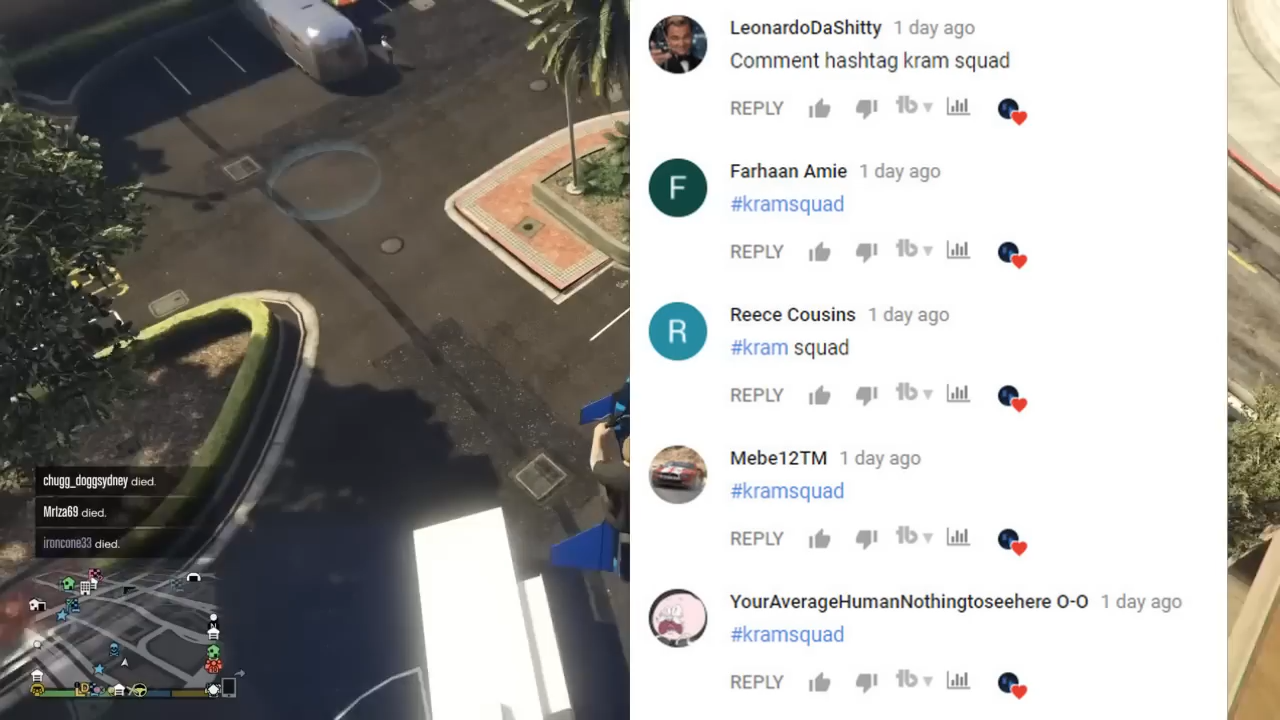 chugg_doggsydney died.
MrIza69 died.
ironcone33 died.
LeonardoDaShitty 1 day ago
Comment hashtag kram squad
REPLY
F
Farhaan Amie 1 day ago
#kramsquad
REPLY
R
Reece Cousins 1 day ago
#kram squad
REPLY
Mebe12TM 1 day ago
#kramsquad
REPLY
YourAverageHumanNothingtoseehere O-O 1 day ago
#kramsquad
REPLY